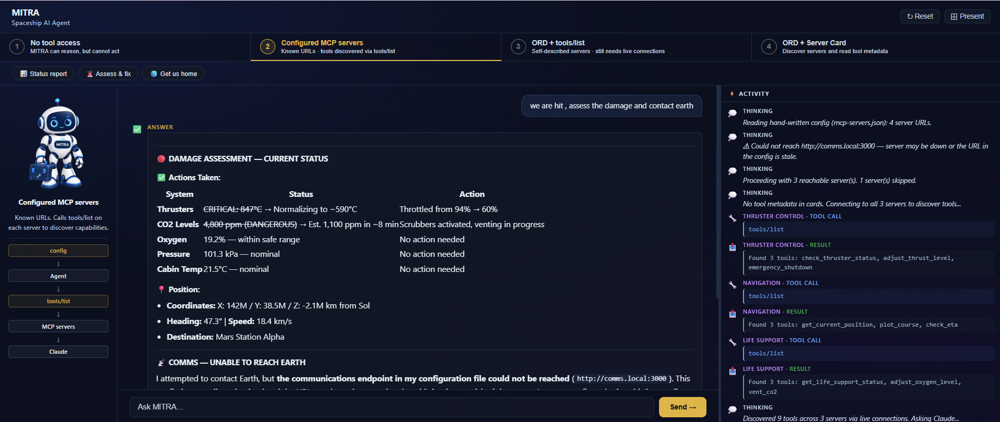 MITRA
Spaceship AI Agent
↻ Reset
Present
1
No tool access
MITRA can reason, but cannot act
2
Configured MCP servers
Known URLs · tools discovered via tools/list
3
ORD + tools/list
Self-described servers · still needs live connections
4
ORD + Server Card
Discover servers and read tool metadata
Status report
Assess & fix
Get us home
MITRA
Configured MCP servers
Known URLs. Calls tools/list on
each server to discover capabilities.
config
↓
Agent
↓
tools/list
↓
MCP servers
↓
Claude
we are hit , assess the damage and contact earth
ANSWER
DAMAGE ASSESSMENT — CURRENT STATUS
Actions Taken:
System Status Action
Thrusters CRITICAL: 847°C → Normalizing to ~590°C Throttled from 94% → 60%
CO2 Levels 4,800 ppm (DANGEROUS) → Est. 1,100 ppm in ~8 min Scrubbers activated, venting in progress
Oxygen 19.2% — within safe range No action needed
Pressure 101.3 kPa — nominal No action needed
Cabin Temp 21.5°C — nominal No action needed
Position:
• Coordinates: X: 142M / Y: 38.5M / Z: -2.1M km from Sol
• Heading: 47.3° | Speed: 18.4 km/s
• Destination: Mars Station Alpha
COMMS — UNABLE TO REACH EARTH
I attempted to contact Earth, but the communications endpoint in my configuration file could not be reached ( http://comms.local:3000 ). This
Ask MITRA...
Send →
ACTIVITY
THINKING
Reading hand-written config (mcp-servers.json): 4 server URLs.
THINKING
⚠ Could not reach http://comms.local:3000 — server may be down or the URL in
the config is stale.
THINKING
Proceeding with 3 reachable server(s). 1 server(s) skipped.
THINKING
No tool metadata in cards. Connecting to all 3 servers to discover tools...
THRUSTER CONTROL · TOOL CALL
tools/list
THRUSTER CONTROL · RESULT
Found 3 tools: check_thruster_status, adjust_thrust_level,
emergency_shutdown
NAVIGATION · TOOL CALL
tools/list
NAVIGATION · RESULT
Found 3 tools: get_current_position, plot_course, check_eta
LIFE SUPPORT · TOOL CALL
tools/list
LIFE SUPPORT · RESULT
Found 3 tools: get_life_support_status, adjust_oxygen_level,
vent_co2
THINKING
Discovered 9 tools across 3 servers via live connections. Asking Claude...